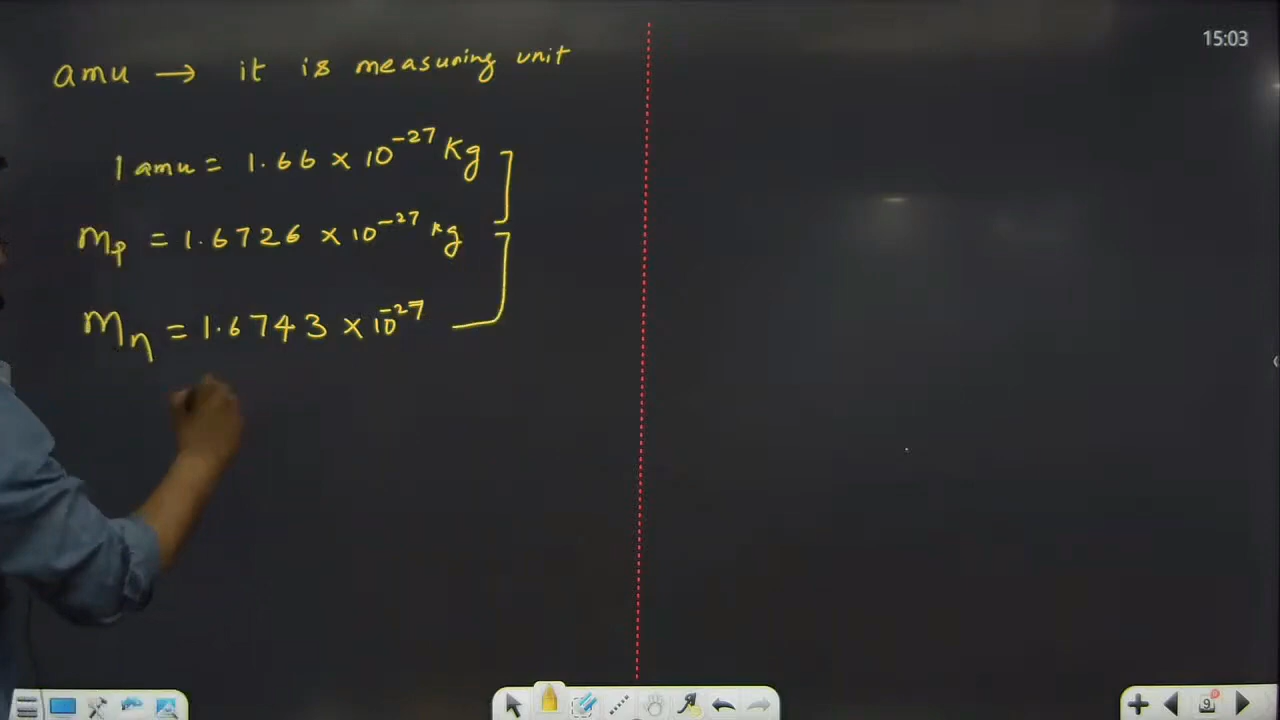 15:03
amu → it is measuring unit
1 amu = 1.66 × 10⁻²⁷ Kg
mₚ = 1.6726 × 10⁻²⁷ kg
mₙ = 1.6743 × 10⁻²⁷
9